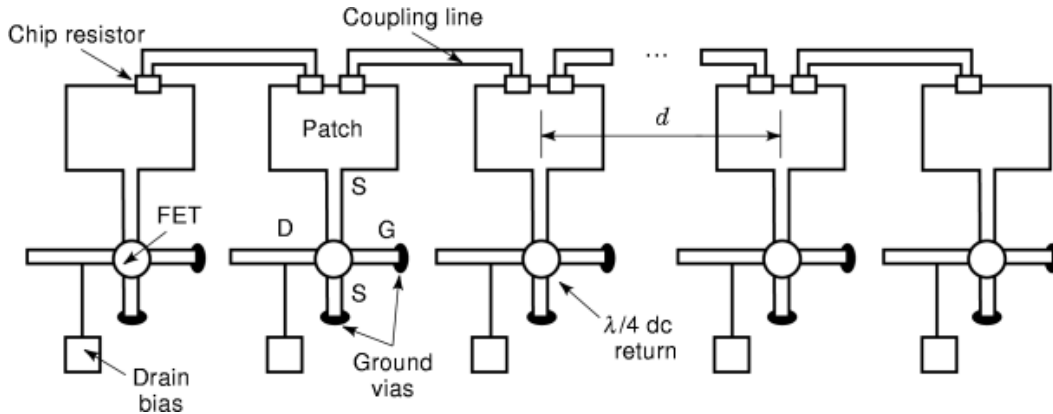 Coupling line
Chip resistor
...
Patch
d
S
FET
D
G
S
λ/4 dc
return
Ground
vias
Drain
bias